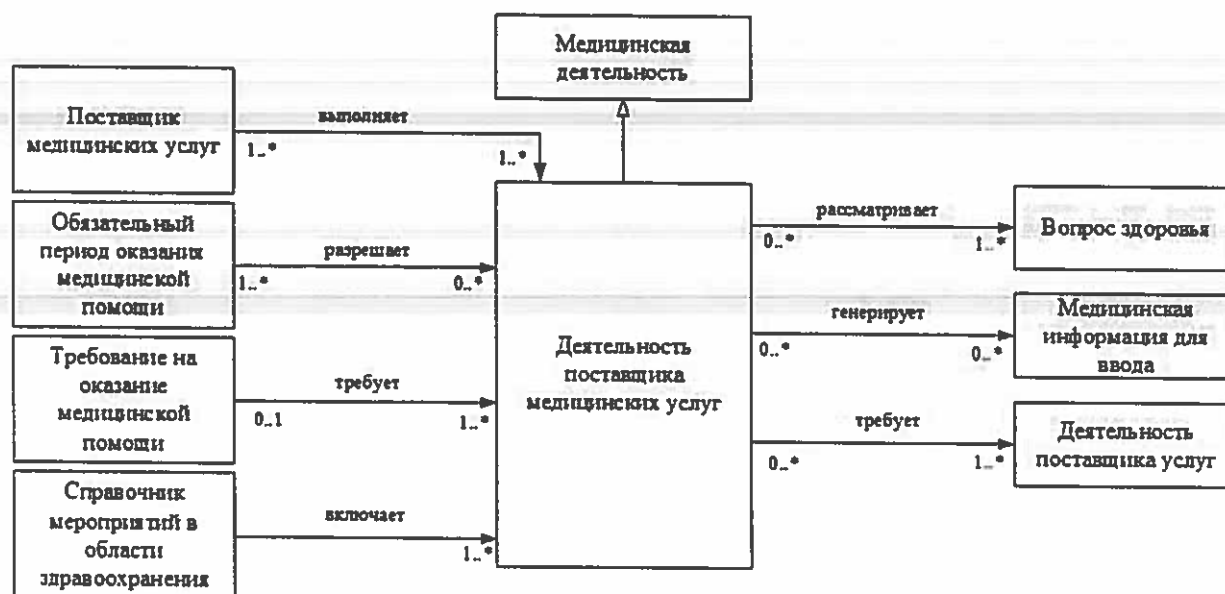 Медицинская
деятельность
Поставщик
медицинских услуг
выполняет
1..*
1..*
Обязательный
период оказания
медицинской
помощи
разрешает
1..*
0..*
Требование на
оказание
медицинской
помощи
требует
0..1
1..*
Справочник
мероприятий в
области
здравоохранения
включает
1..*
Деятельность
поставщика
медицинских услуг
рассматривает
0..*
1..*
Вопрос здоровья
генерирует
0..*
0..*
Медицинская
информация для
ввода
требует
0..*
1..*
Деятельность
поставщика услуг